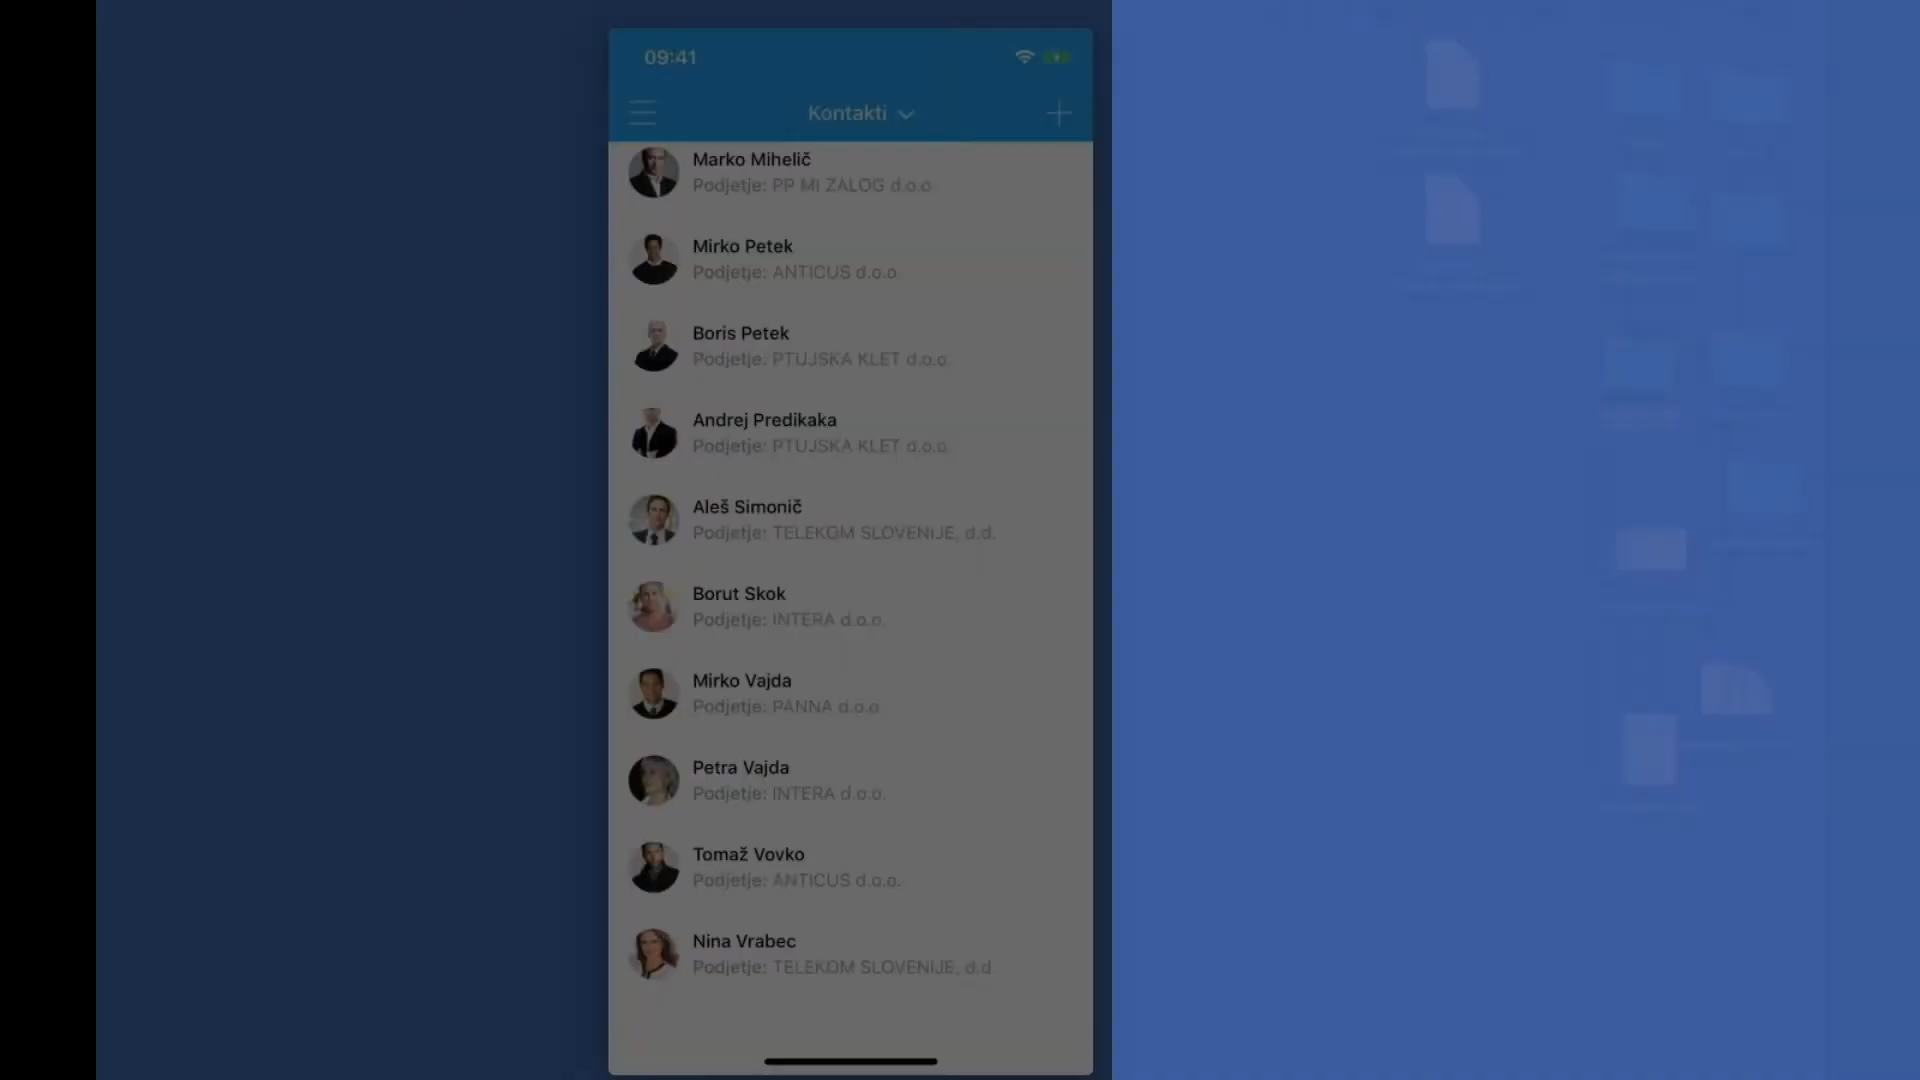 09:41
Kontakti
Marko Mihelič
Podjetje: PP MI ZALOG d.o.o.
Mirko Petek
Podjetje: ANTICUS d.o.o.
Boris Petek
Podjetje: PTUJSKA KLET d.o.o.
Andrej Predikaka
Podjetje: PTUJSKA KLET d.o.o.
Aleš Simonič
Podjetje: TELEKOM SLOVENIJE, d.d.
Borut Skok
Podjetje: INTERA d.o.o.
Mirko Vajda
Podjetje: PANNA d.o.o.
Petra Vajda
Podjetje: INTERA d.o.o.
Tomaž Vovko
Podjetje: ANTICUS d.o.o.
Nina Vrabec
Podjetje: TELEKOM SLOVENIJE, d.d.